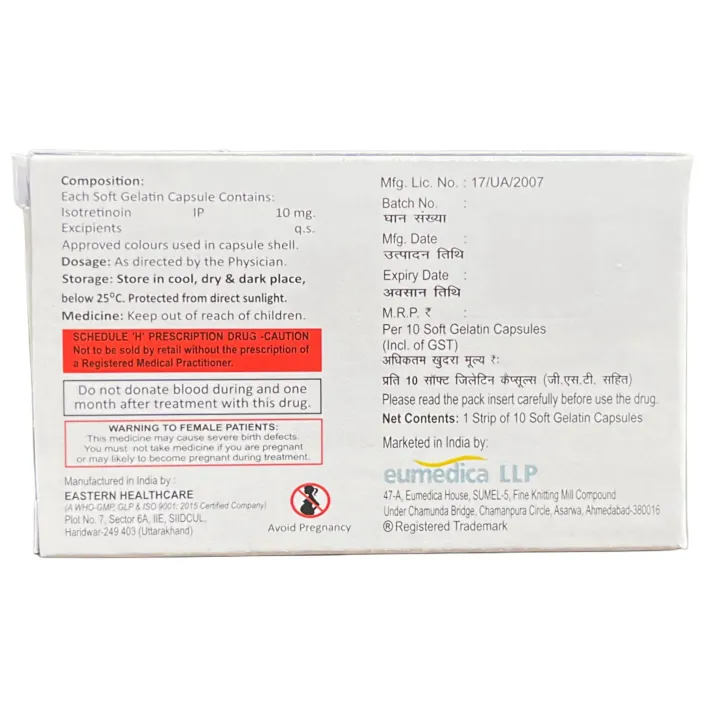 Composition:
Each Soft Gelatin Capsule Contains:
Isotretinoin IP 10 mg.
Excipients q.s.
Approved colours used in capsule shell.
Dosage: As directed by the Physician.
Storage: Store in cool, dry & dark place,
below 25°C. Protected from direct sunlight.
Medicine: Keep out of reach of children.
SCHEDULE 'H' PRESCRIPTION DRUG -CAUTION
Not to be sold by retail without the prescription of
a Registered Medical Practitioner.
Do not donate blood during and one
month after treatment with this drug.
WARNING TO FEMALE PATIENTS:
This medicine may cause severe birth defects.
You must not take medicine if you are pregnant
or may likely to become pregnant during treatment.
Manufactured in India by :
EASTERN HEALTHCARE
(A WHO-GMP, GLP & ISO 9001: 2015 Certified Company)
Plot No. 7, Sector 6A, IIE, SIIDCUL,
Haridwar-249 403 (Uttarakhand)
Avoid Pregnancy
Mfg. Lic. No. : 17/UA/2007
Batch No. :
घान संख्या
Mfg. Date :
उत्पादन तिथि
Expiry Date :
अवसान तिथि
M.R.P. ₹ :
Per 10 Soft Gelatin Capsules
(Incl. of GST)
अधिकतम खुदरा मूल्य ₹:
प्रति 10 सॉफ्ट जिलेटिन कैप्सूल्स (जी.एस.टी. सहित)
Please read the pack insert carefully before use the drug.
Net Contents: 1 Strip of 10 Soft Gelatin Capsules
Marketed in India by:
eumedica LLP
47-A, Eumedica House, SUMEL-5, Fine Knitting Mill Compound
Under Chamunda Bridge, Chamanpura Circle, Asarwa, Ahmedabad-380016
® Registered Trademark